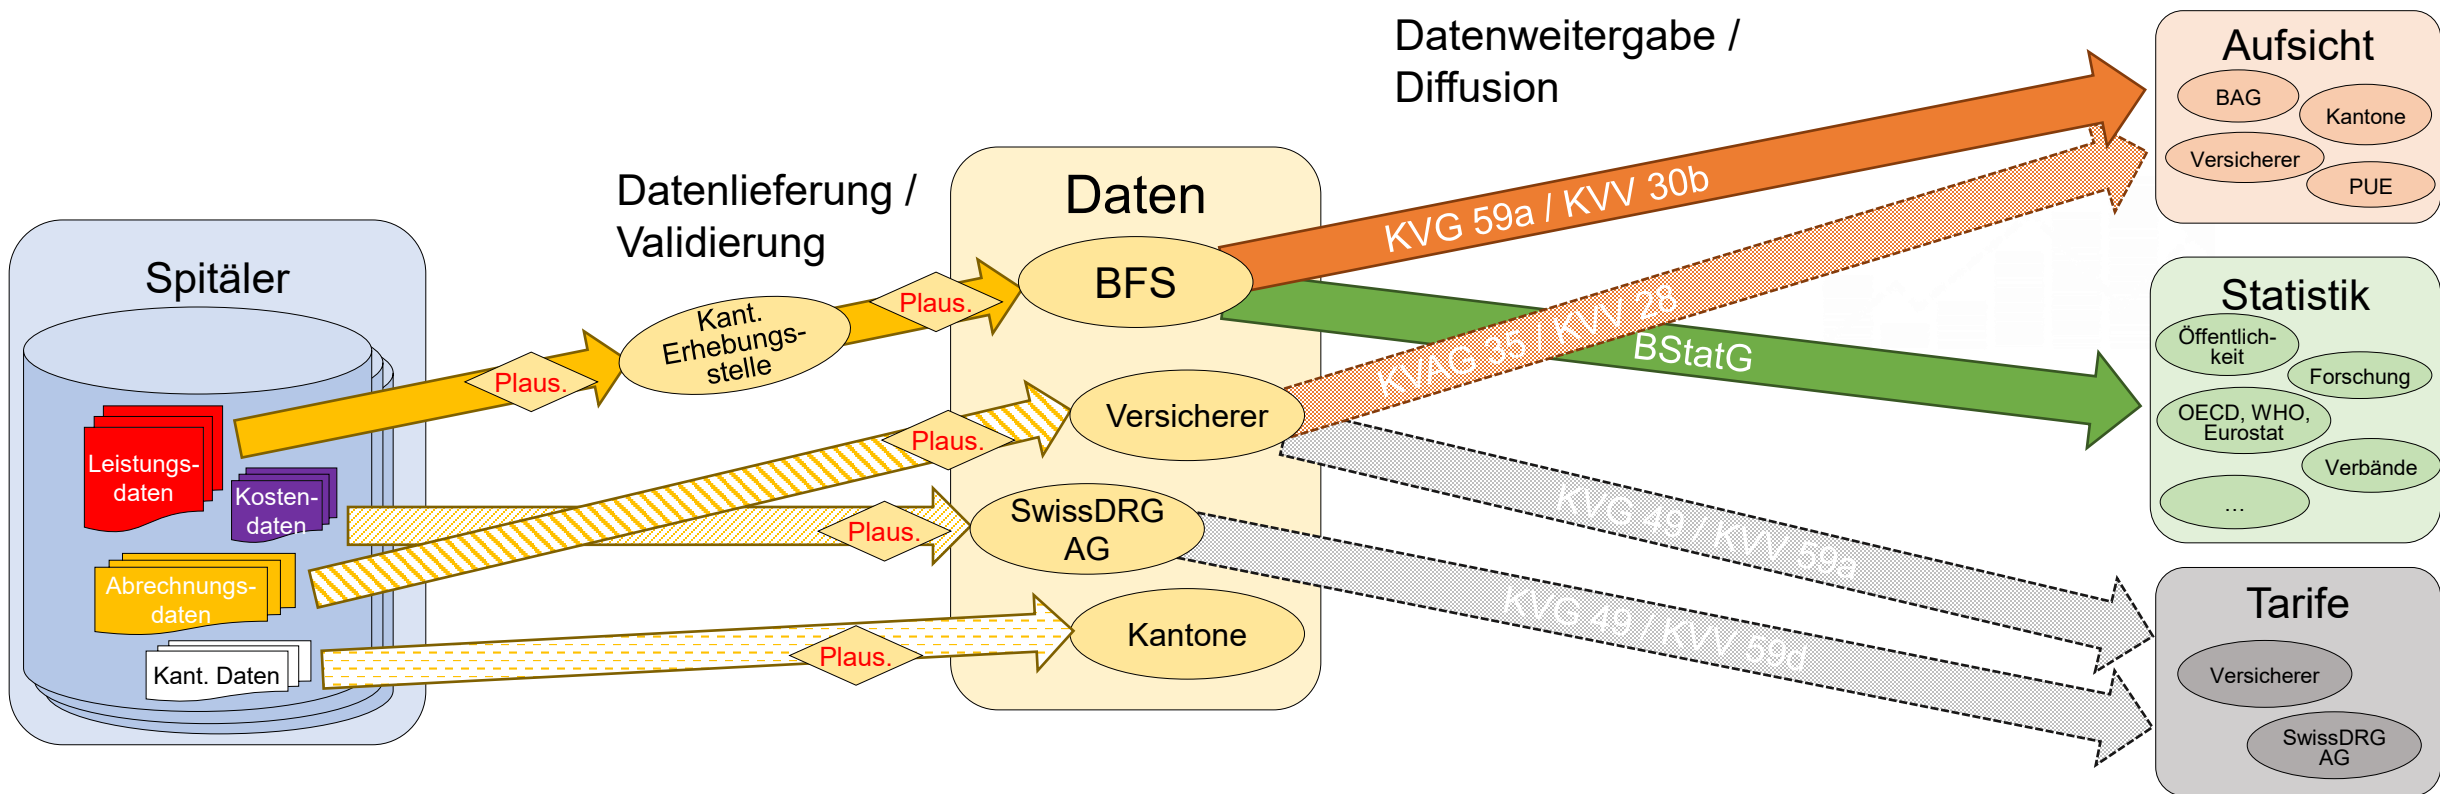 Spitäler
Leistungs-
daten
Kosten-
daten
Abrechnungs-
daten
Kant. Daten
Datenlieferung /
Validierung
Plaus.
Kant.
Erhebungs-
stelle
Plaus.
Plaus.
Plaus.
Plaus.
Daten
BFS
Versicherer
SwissDRG
AG
Kantone
Datenweitergabe /
Diffusion
KVG 59a / KVV 30b
KVAG 35 / KVV 28
BStatG
KVG 49 / KVV 59a
KVG 49 / KVV 59d
Aufsicht
BAG
Kantone
Versicherer
PUE
Statistik
Öffentlich-
keit
Forschung
OECD, WHO,
Eurostat
Verbände
...
Tarife
Versicherer
SwissDRG
AG